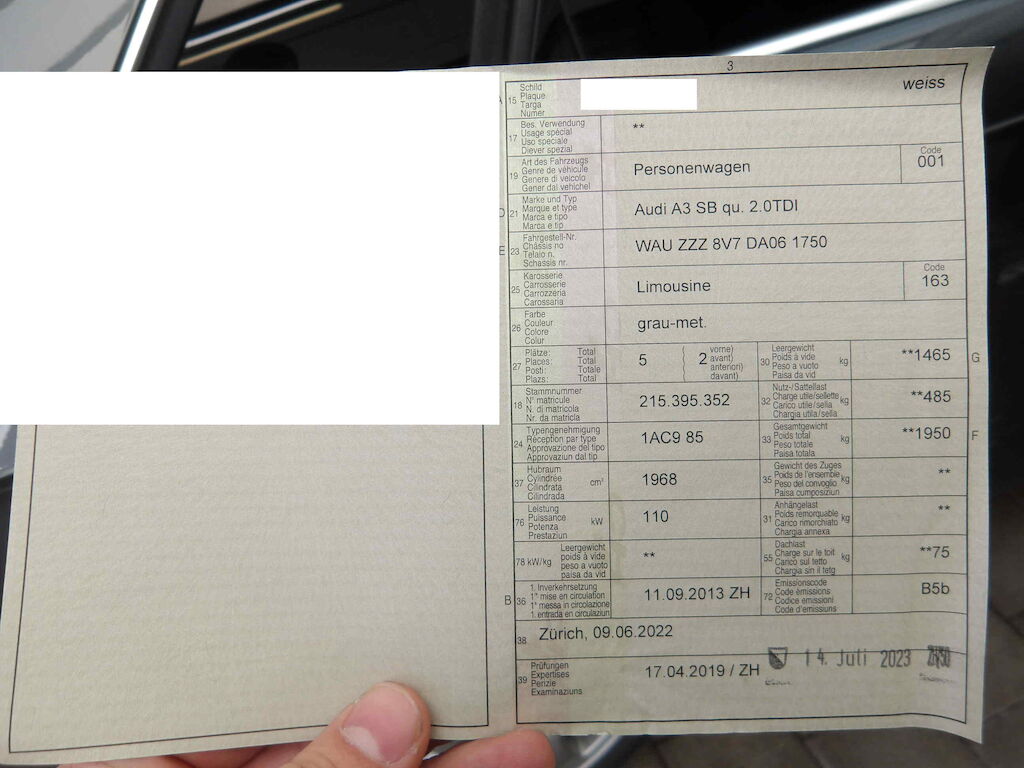 3
A 15 Schild
Plaque
Targa
Numer
weiss
17 Bes. Verwendung
Usage spécial
Uso speciale
Diever spezial
**
19 Art des Fahrzeugs
Genre de véhicule
Genere di veicolo
Gener dal vehichel
Personenwagen
Code
001
D 21 Marke und Typ
Marque et type
Marca e tipo
Marca e tip
Audi A3 SB qu. 2.0TDI
E 23 Fahrgestell-Nr.
Châssis no
Telaio n.
Schassis nr.
WAU ZZZ 8V7 DA06 1750
25 Karosserie
Carrosserie
Carrozzeria
Carossaria
Limousine
Code
163
26 Farbe
Couleur
Colore
Colur
grau-met.
27 Plätze: Total
Places: Total
Posti: Totale
Plazs: Total
5
( 2 vorne)
avant)
anteriori)
( davant)
30 Leergewicht
Poids à vide kg
Peso a vuoto
Paisa da vid
**1465 G
18 Stammnummer
N° matricule
N. di matricola
Nr. da matricla
215.395.352
32 Nutz-/Sattellast
Charge utile/sellette kg
Carico utile/sella
Chargia utila/sella
**485
24 Typengenehmigung
Réception par type
Approvazione del tipo
Approvaziun dal tip
1AC9 85
33 Gesamtgewicht
Poids total kg
Peso totale
Paisa totala
**1950 F
37 Hubraum
Cylindrée cm³
Cilindrata
Cilindrada
1968
35 Gewicht des Zuges
Poids de l'ensemble kg
Peso del convoglio
Paisa composiziun
**
76 Leistung
Puissance kW
Potenza
Prestaziun
110
31 Anhängelast
Poids remorquable kg
Carico rimorchiato
Chargia annexa
**
78 kW/kg Leergewicht
poids à vide
peso a vuoto
paisa da vid
**
55 Dachlast
Charge sur le toit kg
Carico sul tetto
Chargia sin il tetg
**75
B 36 1. Inverkehrsetzung
1re mise en circulation
1a messa in circolazione
1. entrada en circulaziun
11.09.2013 ZH
72 Emissionscode
Code émissions
Codice emissioni
Code d'emissiuns
B5b
38 Zürich, 09.06.2022
39 Prüfungen
Expertises
Perizie
Examinaziuns
17.04.2019 / ZH
14. Juli 2023